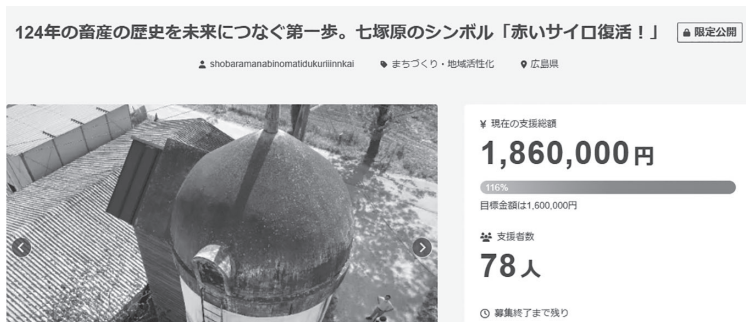 124年の畜産の歴史を未来につなぐ第一歩。七塚原のシンボル「赤いサイロ復活！」 限定公開
shobaramanabinomatidukuriiinnkai まちづくり・地域活性化 広島県
¥ 現在の支援総額
1,860,000円
116%
目標金額は1,600,000円
支援者数
78人
募集終了まで残り